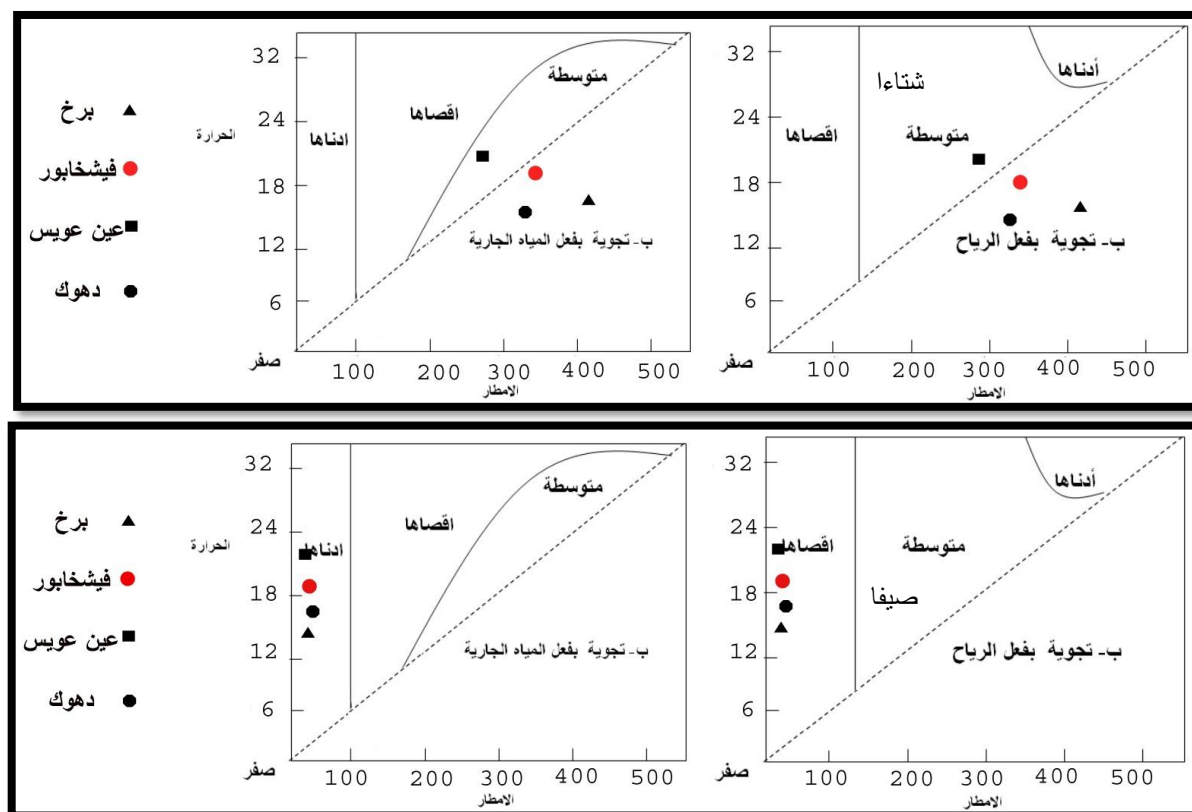 برخ
فيشخابور
عين عويس
دهوك
الحرارة
32
24
18
12
6
صفر
100
200
300
400
500
الامطار
ادناها
اقصاها
متوسطة
ب- تجوية بفعل المياه الجارية
32
24
18
12
6
صفر
100
200
300
400
500
الامطار
اقصاها
شتاءا
متوسطة
أدناها
ب- تجوية بفعل الرياح
برخ
فيشخابور
عين عويس
دهوك
الحرارة
32
24
18
12
6
صفر
100
200
300
400
500
الامطار
ادناها
اقصاها
متوسطة
ب- تجوية بفعل المياه الجارية
32
24
18
12
6
صفر
100
200
300
400
500
الامطار
اقصاها
متوسطة
أدناها
صيفا
ب- تجوية بفعل الرياح